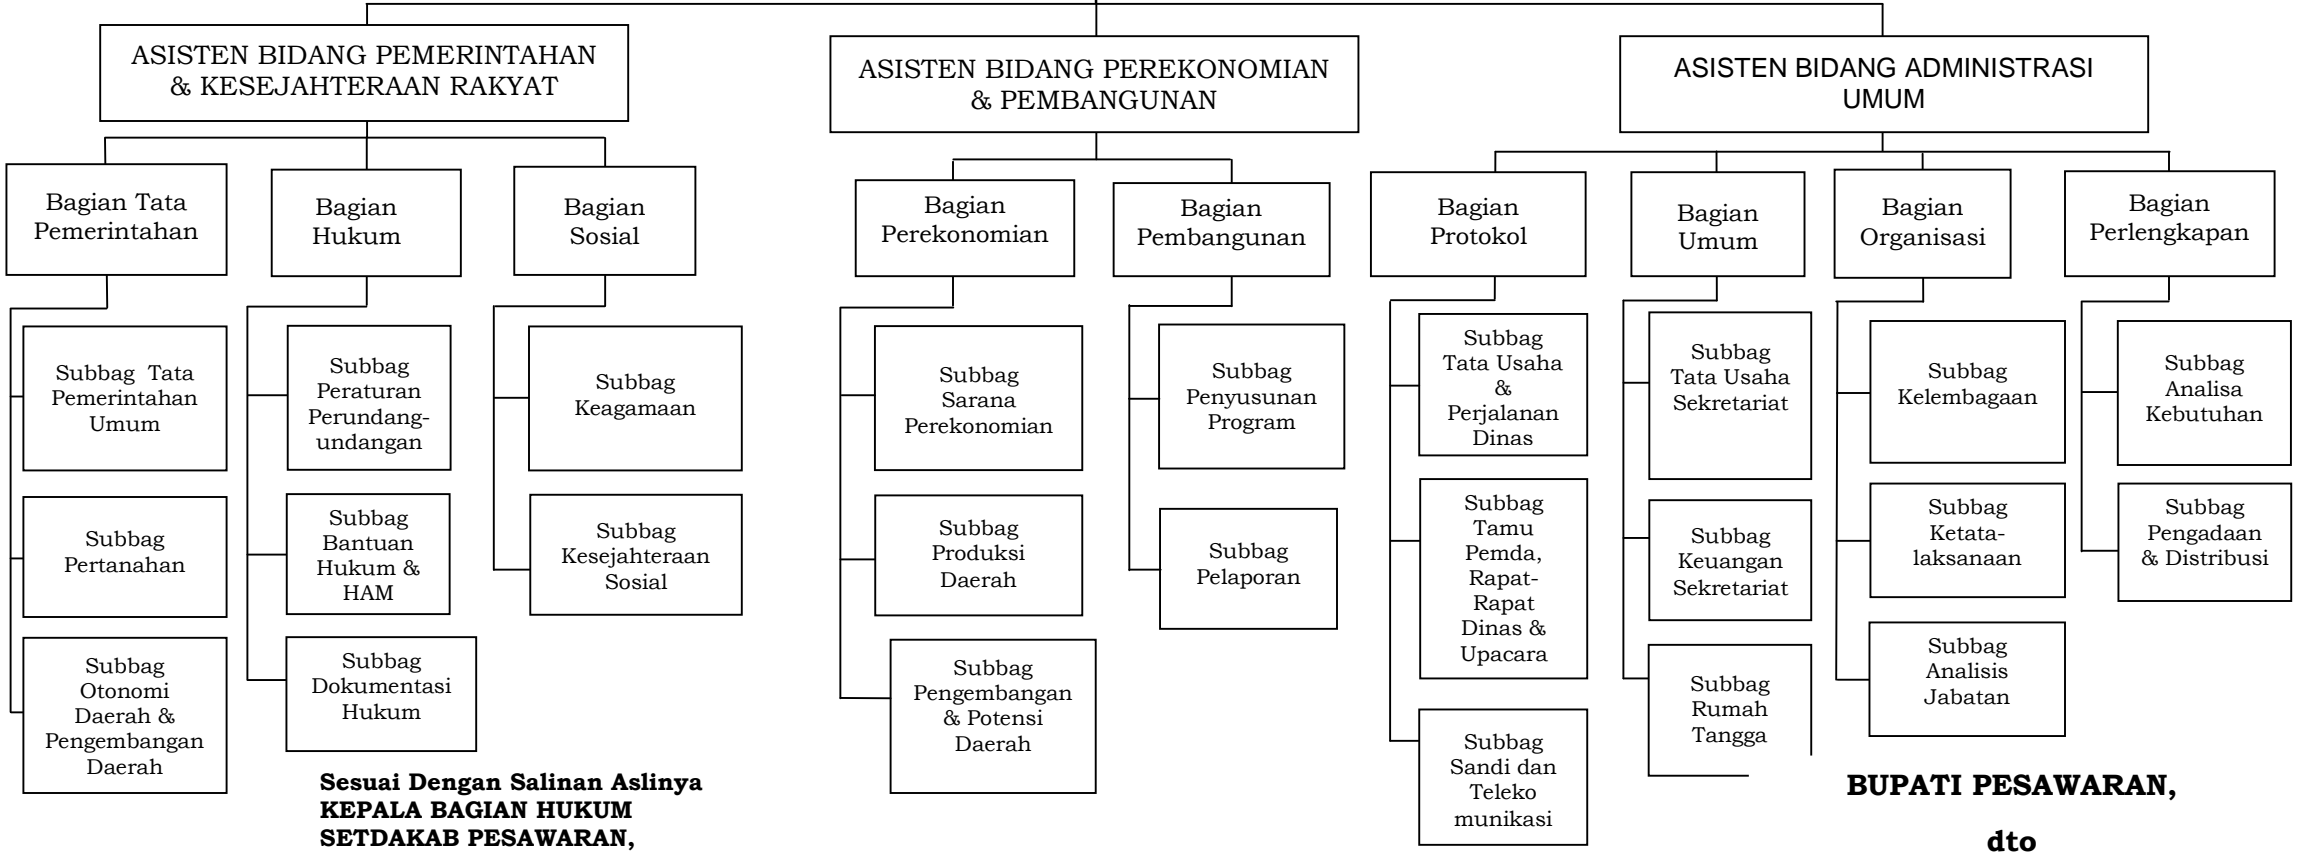 ASISTEN BIDANG PEMERINTAHAN
& KESEJAHTERAAN RAKYAT
ASISTEN BIDANG PEREKONOMIAN
& PEMBANGUNAN
ASISTEN BIDANG ADMINISTRASI
UMUM
Bagian Tata
Pemerintahan
Bagian
Hukum
Bagian
Sosial
Bagian
Perekonomian
Bagian
Pembangunan
Bagian
Protokol
Bagian
Umum
Bagian
Organisasi
Bagian
Perlengkapan
Subbag Tata
Pemerintahan
Umum
Subbag
Peraturan
Perundang-
undangan
Subbag
Keagamaan
Subbag
Sarana
Perekonomian
Subbag
Penyusunan
Program
Subbag
Tata Usaha
&
Perjalanan
Dinas
Subbag
Tata Usaha
Sekretariat
Subbag
Kelembagaan
Subbag
Analisa
Kebutuhan
Subbag
Pertanahan
Subbag
Bantuan
Hukum &
HAM
Subbag
Kesejahteraan
Sosial
Subbag
Produksi
Daerah
Subbag
Pelaporan
Subbag
Tamu
Pemda,
Rapat-
Rapat
Dinas &
Upacara
Subbag
Keuangan
Sekretariat
Subbag
Ketata-
laksanaan
Subbag
Pengadaan
& Distribusi
Subbag
Otonomi
Daerah &
Pengembangan
Daerah
Subbag
Dokumentasi
Hukum
Subbag
Pengembangan
& Potensi
Daerah
Subbag
Sandi dan
Teleko
munikasi
Subbag
Rumah
Tangga
Subbag
Analisis
Jabatan
Sesuai Dengan Salinan Aslinya
KEPALA BAGIAN HUKUM
SETDAKAB PESAWARAN,
BUPATI PESAWARAN,
dto